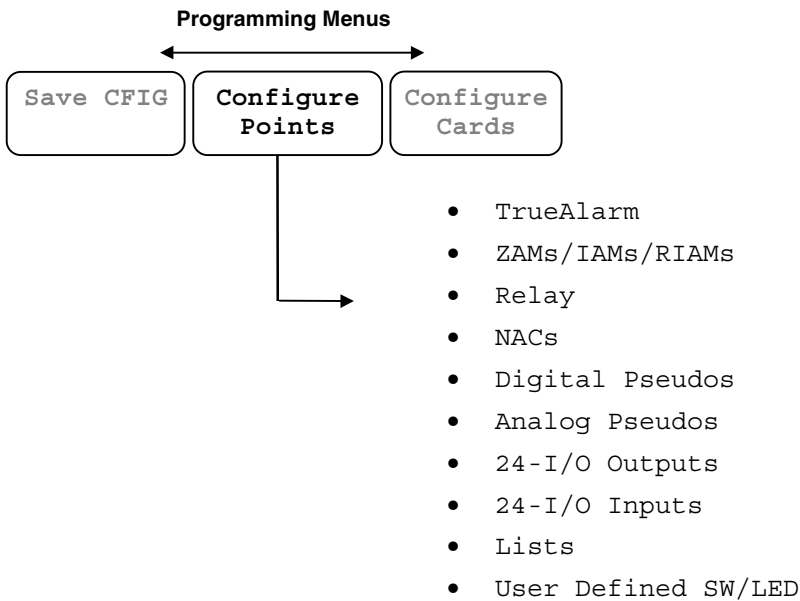 Programming Menus
Save CFIG
Configure
Points
Configure
Cards
• TrueAlarm
• ZAMs/IAMs/RIAMs
• Relay
• NACs
• Digital Pseudos
• Analog Pseudos
• 24-I/O Outputs
• 24-I/O Inputs
• Lists
• User Defined SW/LED